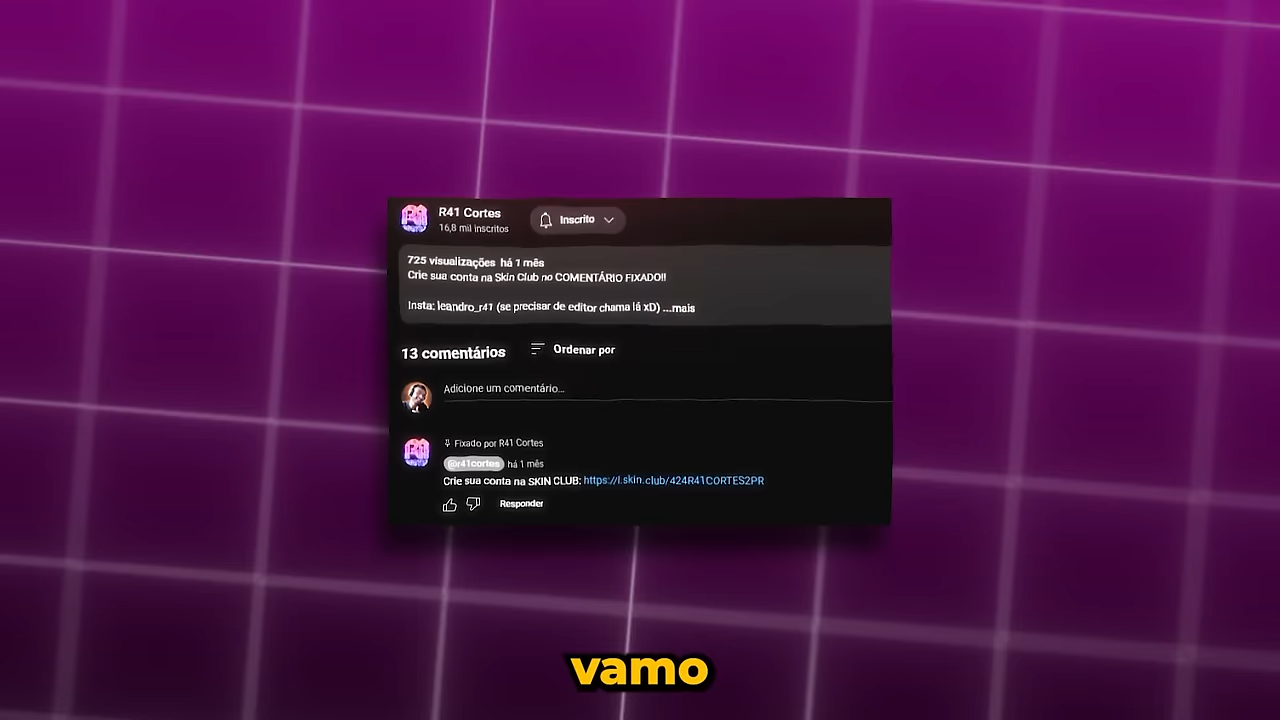 R41 Cortes
16,8 mil inscritos
Inscrito
725 visualizações há 1 mês
Crie sua conta na Skin Club no COMENTÁRIO FIXADO!!
Insta: leandro_r41 (se precisar de editor chama lá xD) ...mais
13 comentários
Ordenar por
Adicione um comentário...
Fixado por R41 Cortes
@r41cortes há 1 mês
Crie sua conta na SKIN CLUB: https://l.skin.club/424R41CORTES2PR
Responder
vamo